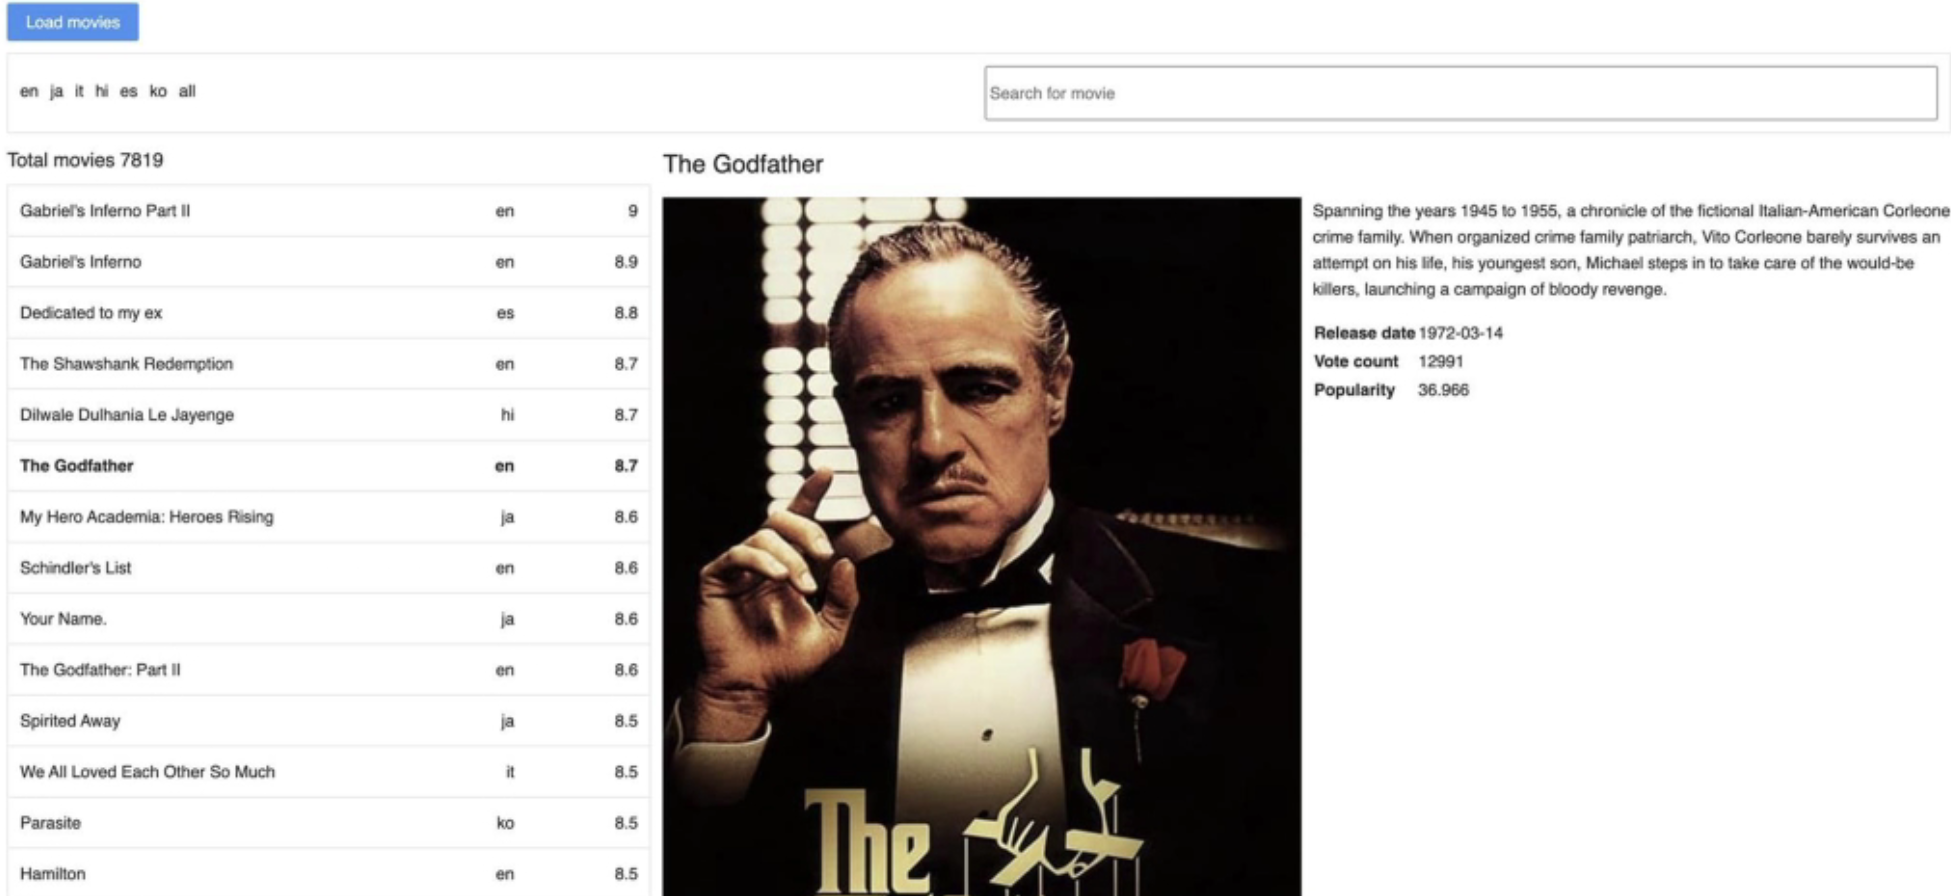 Load movies
en ja it hi es ko all
Search for movie
Total movies 7819
Gabriel's Inferno Part II en 9
Gabriel's Inferno en 8.9
Dedicated to my ex es 8.8
The Shawshank Redemption en 8.7
Dilwale Dulhania Le Jayenge hi 8.7
The Godfather en 8.7
My Hero Academia: Heroes Rising ja 8.6
Schindler's List en 8.6
Your Name. ja 8.6
The Godfather: Part II en 8.6
Spirited Away ja 8.5
We All Loved Each Other So Much it 8.5
Parasite ko 8.5
Hamilton en 8.5
The Godfather
The
Spanning the years 1945 to 1955, a chronicle of the fictional Italian-American Corleone
crime family. When organized crime family patriarch, Vito Corleone barely survives an
attempt on his life, his youngest son, Michael steps in to take care of the would-be
killers, launching a campaign of bloody revenge.
Release date 1972-03-14
Vote count 12991
Popularity 36.966